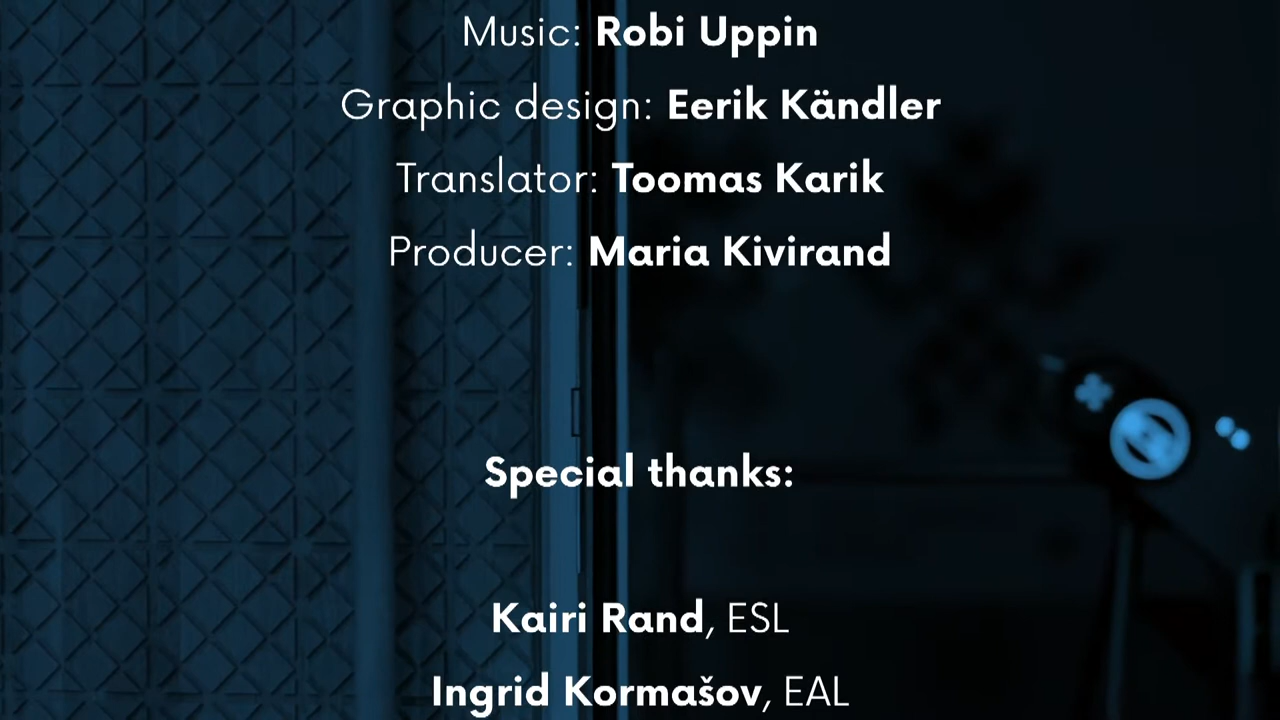 Music: Robi Uppin
Graphic design: Eerik Kändler
Translator: Toomas Karik
Producer: Maria Kivirand
Special thanks:
Kairi Rand, ESL
Ingrid Kormašov, EAL